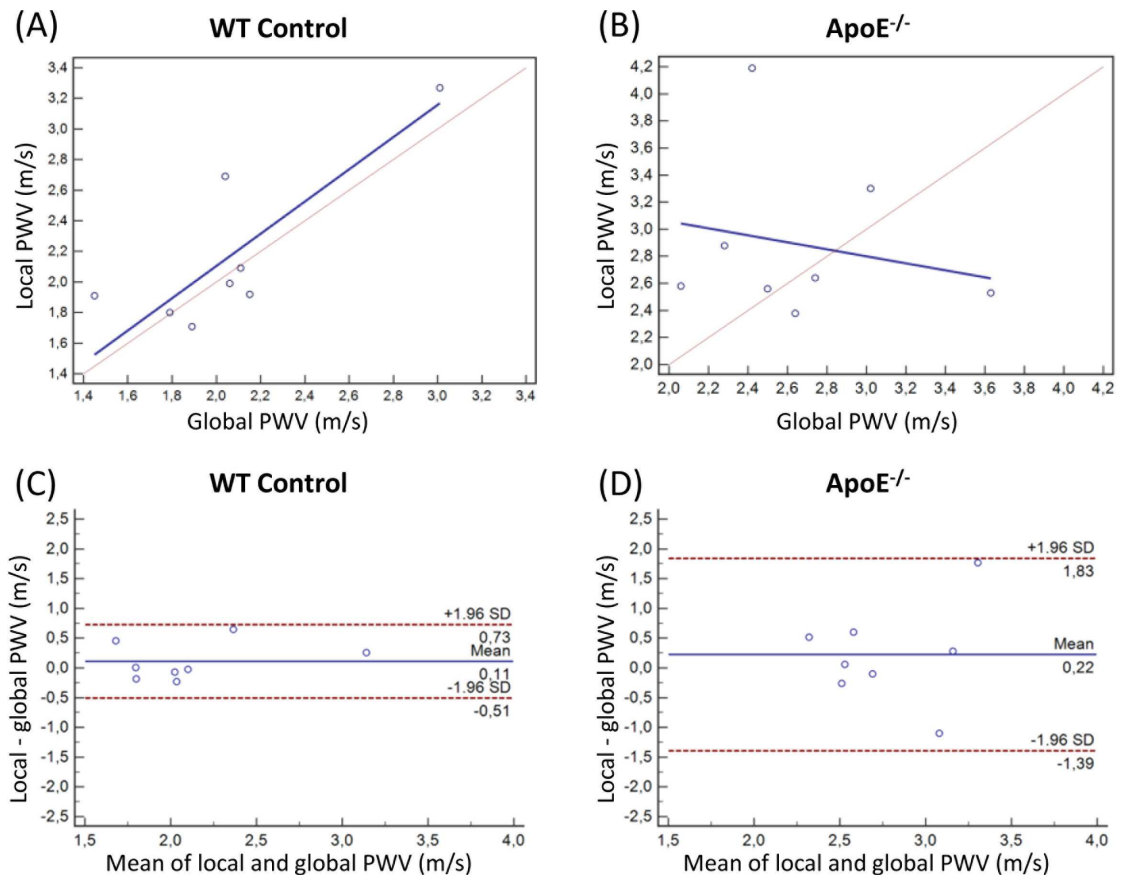 (A)
WT Control
Local PWV (m/s)
3,4
3,2
3,0
2,8
2,6
2,4
2,2
2,0
1,8
1,6
1,4
1,4 1,6 1,8 2,0 2,2 2,4 2,6 2,8 3,0 3,2 3,4
Global PWV (m/s)
(B)
ApoE-/-
Local PWV (m/s)
4,2
4,0
3,8
3,6
3,4
3,2
3,0
2,8
2,6
2,4
2,2
2,0
2,0 2,2 2,4 2,6 2,8 3,0 3,2 3,4 3,6 3,8 4,0 4,2
Global PWV (m/s)
(C)
WT Control
Local - global PWV (m/s)
2,5
2,0
1,5
1,0
0,5
0,0
-0,5
-1,0
-1,5
-2,0
-2,5
+1.96 SD
0,73
Mean
0,11
-1.96 SD
-0,51
1,5 2,0 2,5 3,0 3,5 4,0
Mean of local and global PWV (m/s)
(D)
ApoE-/-
Local - global PWV (m/s)
2,5
2,0
1,5
1,0
0,5
0,0
-0,5
-1,0
-1,5
-2,0
-2,5
+1.96 SD
1,83
Mean
0,22
-1.96 SD
-1,39
1,5 2,0 2,5 3,0 3,5 4,0
Mean of local and global PWV (m/s)